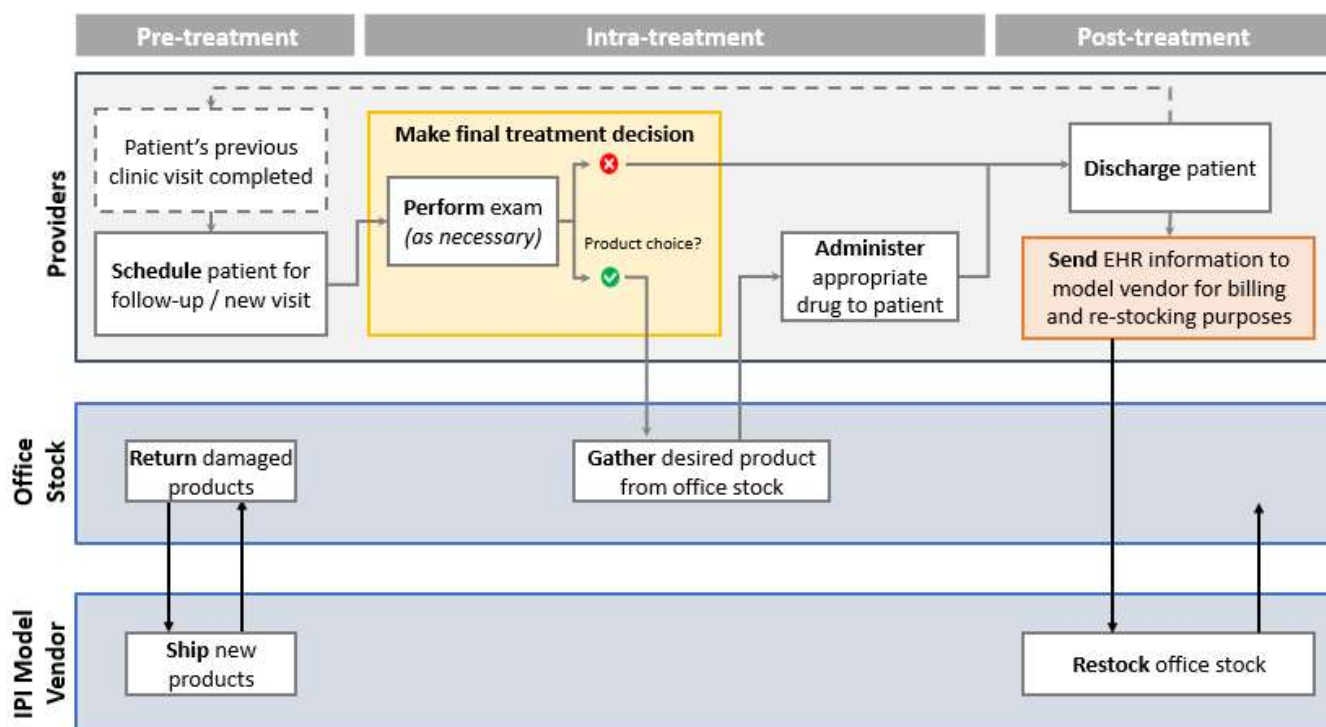 Pre-treatment
Intra-treatment
Post-treatment
Providers
Patient's previous
clinic visit completed
Schedule patient for
follow-up / new visit
Make final treatment decision
Perform exam
(as necessary)
Product choice?
Administer
appropriate
drug to patient
Discharge patient
Send EHR information to
model vendor for billing
and re-stocking purposes
Office
Stock
Return damaged
products
Gather desired product
from office stock
IPI Model
Vendor
Ship new
products
Restock office stock